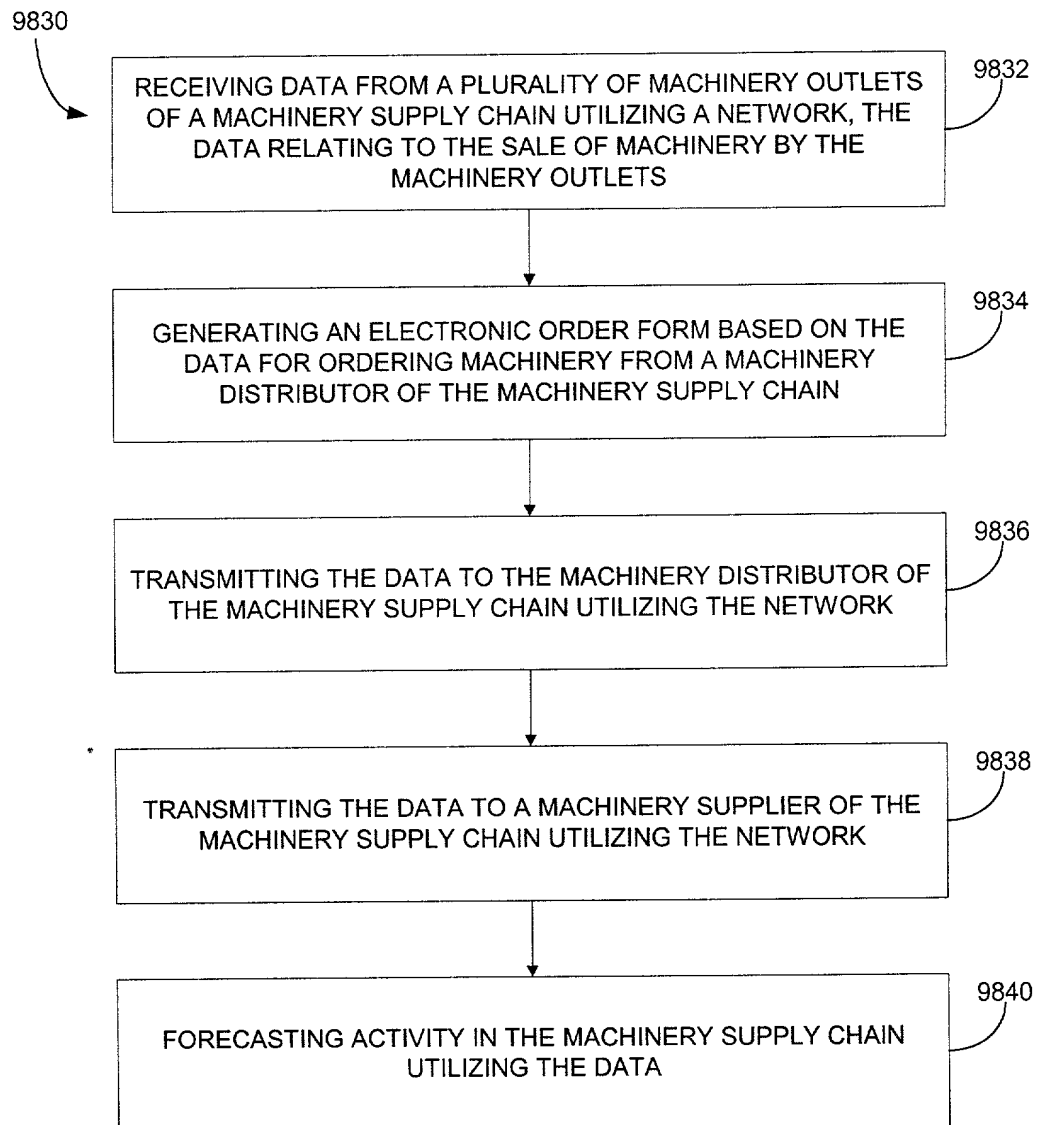 9830
RECEIVING DATA FROM A PLURALITY OF MACHINERY OUTLETS
OF A MACHINERY SUPPLY CHAIN UTILIZING A NETWORK, THE
DATA RELATING TO THE SALE OF MACHINERY BY THE
MACHINERY OUTLETS
9832
GENERATING AN ELECTRONIC ORDER FORM BASED ON THE
DATA FOR ORDERING MACHINERY FROM A MACHINERY
DISTRIBUTOR OF THE MACHINERY SUPPLY CHAIN
9834
TRANSMITTING THE DATA TO THE MACHINERY DISTRIBUTOR OF
THE MACHINERY SUPPLY CHAIN UTILIZING THE NETWORK
9836
TRANSMITTING THE DATA TO A MACHINERY SUPPLIER OF THE
MACHINERY SUPPLY CHAIN UTILIZING THE NETWORK
9838
FORECASTING ACTIVITY IN THE MACHINERY SUPPLY CHAIN
UTILIZING THE DATA
9840